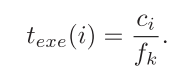 t_{exe}(i) = \frac{c_i}{f_k}.